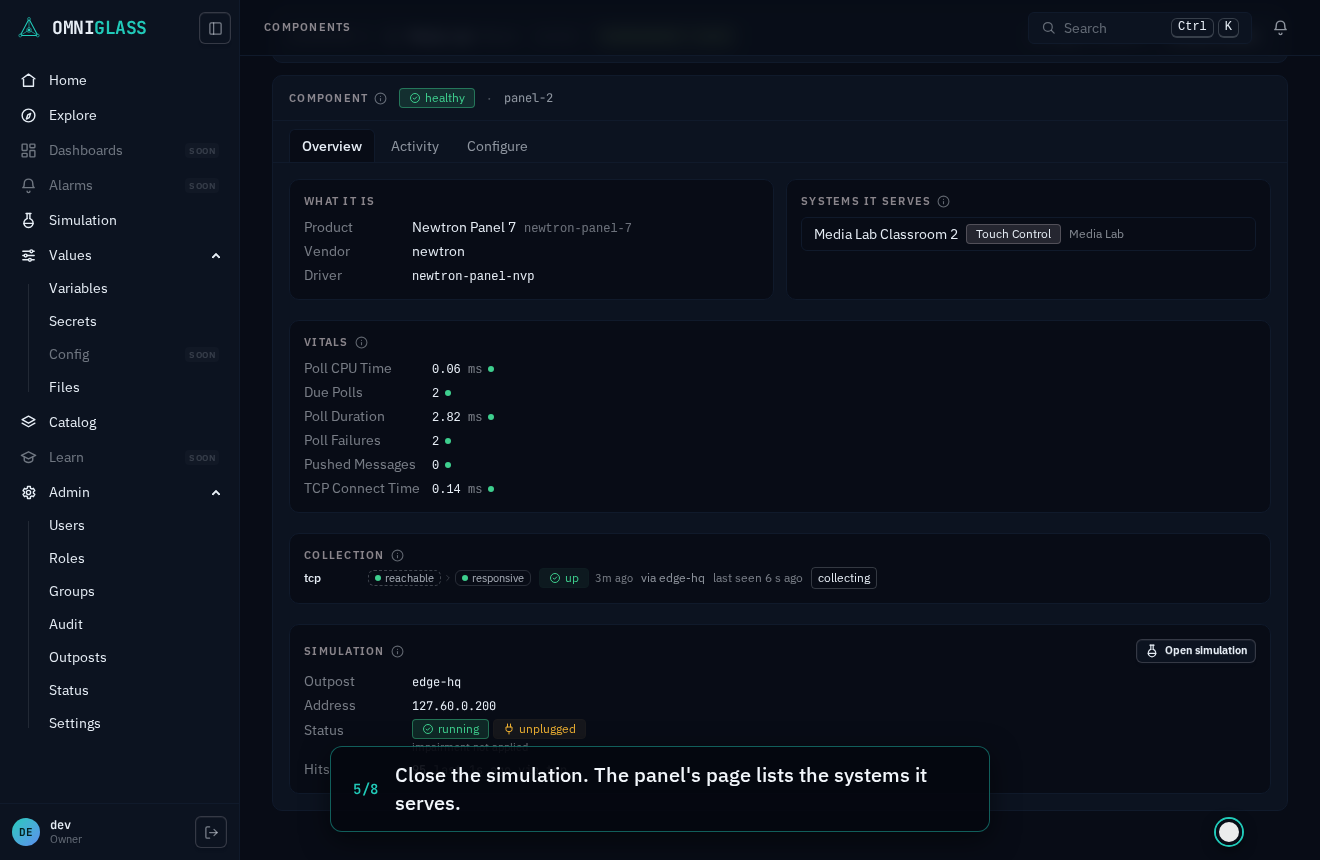 OMNIGLASS
COMPONENTS
Search
Ctrl K
Home
Explore
Dashboards SOON
Alarms SOON
Simulation
Values
Variables
Secrets
Config SOON
Files
Catalog
Learn SOON
Admin
Users
Roles
Groups
Audit
Outposts
Status
Settings
DE dev
Owner
COMPONENT healthy · panel-2
Overview Activity Configure
WHAT IT IS
Product Newtron Panel 7 newtron-panel-7
Vendor newtron
Driver newtron-panel-nvp
SYSTEMS IT SERVES
Media Lab Classroom 2 Touch Control Media Lab
VITALS
Poll CPU Time 0.06 ms
Due Polls 2
Poll Duration 2.82 ms
Poll Failures 2
Pushed Messages 0
TCP Connect Time 0.14 ms
COLLECTION
tcp reachable › responsive up 3m ago via edge-hq last seen 6 s ago collecting
SIMULATION Open simulation
Outpost edge-hq
Address 127.60.0.200
Status running unplugged
impairment not applied
Hits
5/8 Close the simulation. The panel's page lists the systems it
serves.